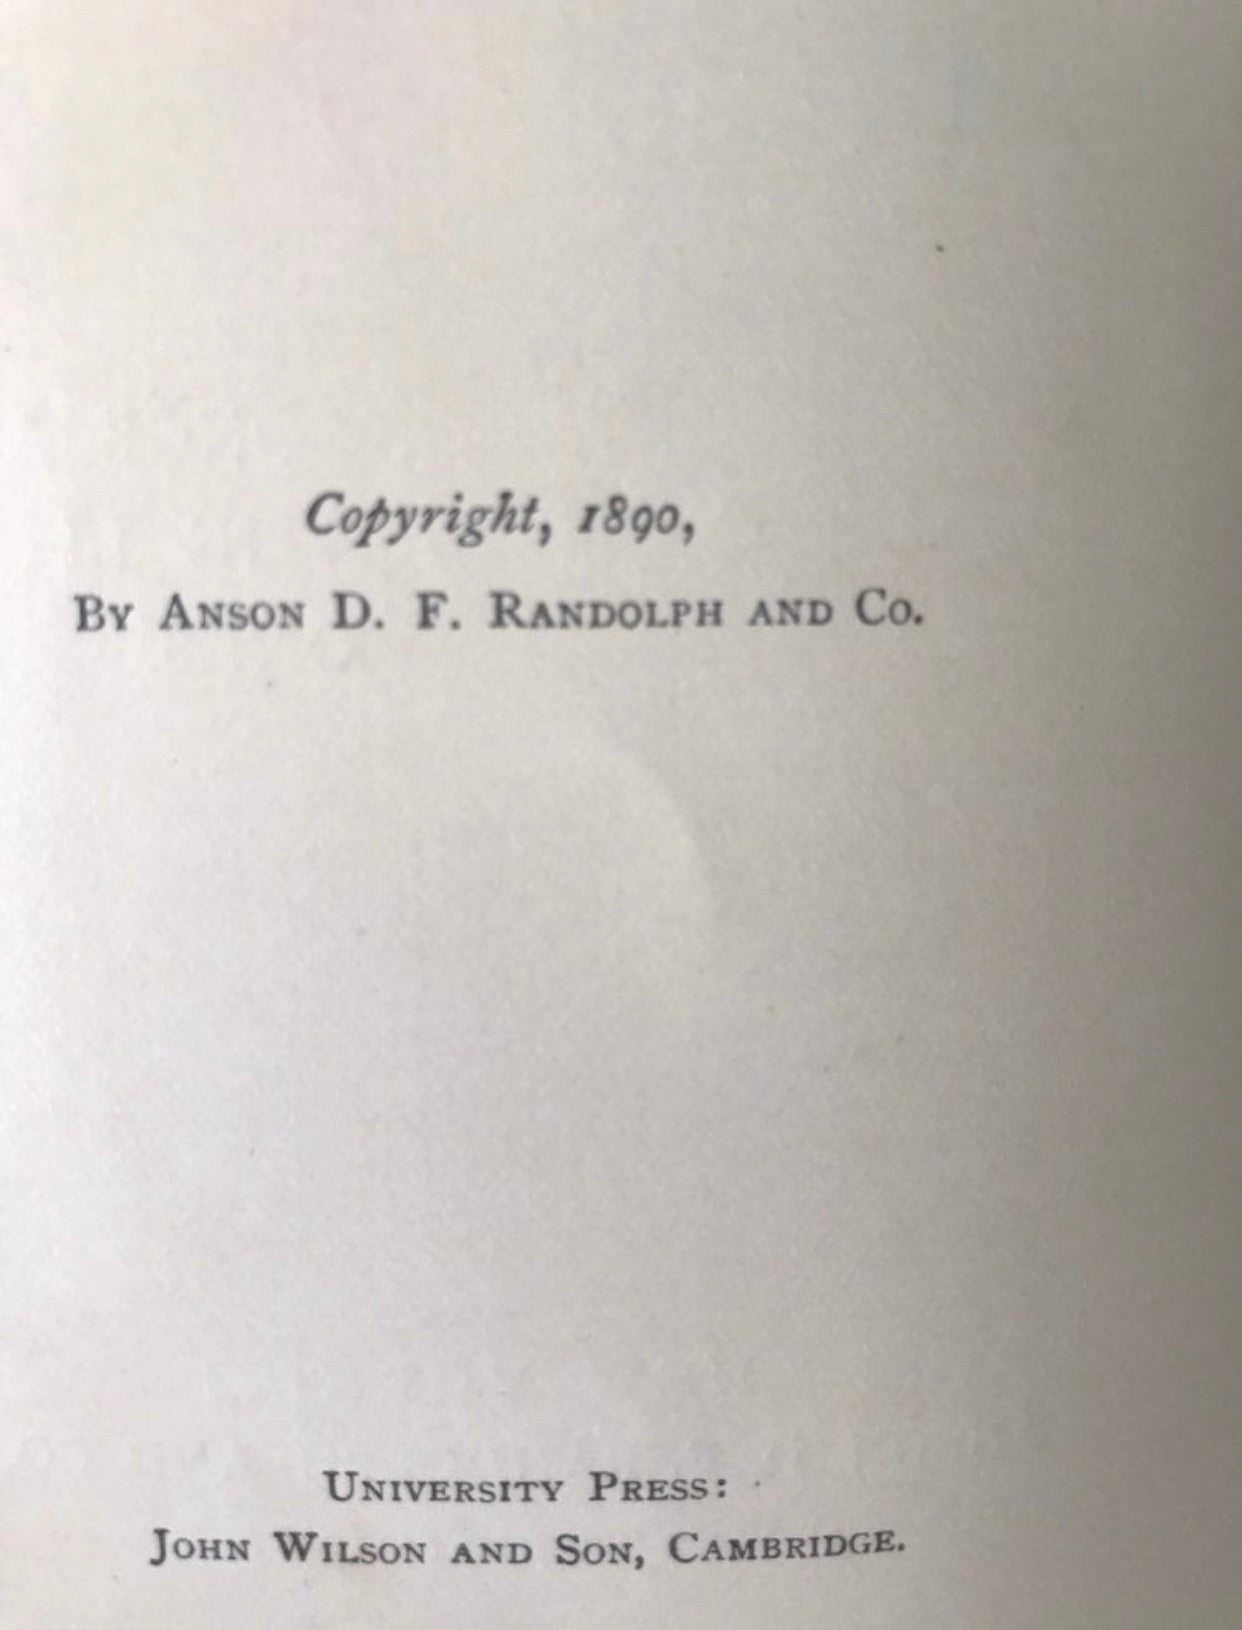 Copyright, 1890,
By Anson D. F. Randolph and Co.
University Press:
John Wilson and Son, Cambridge.